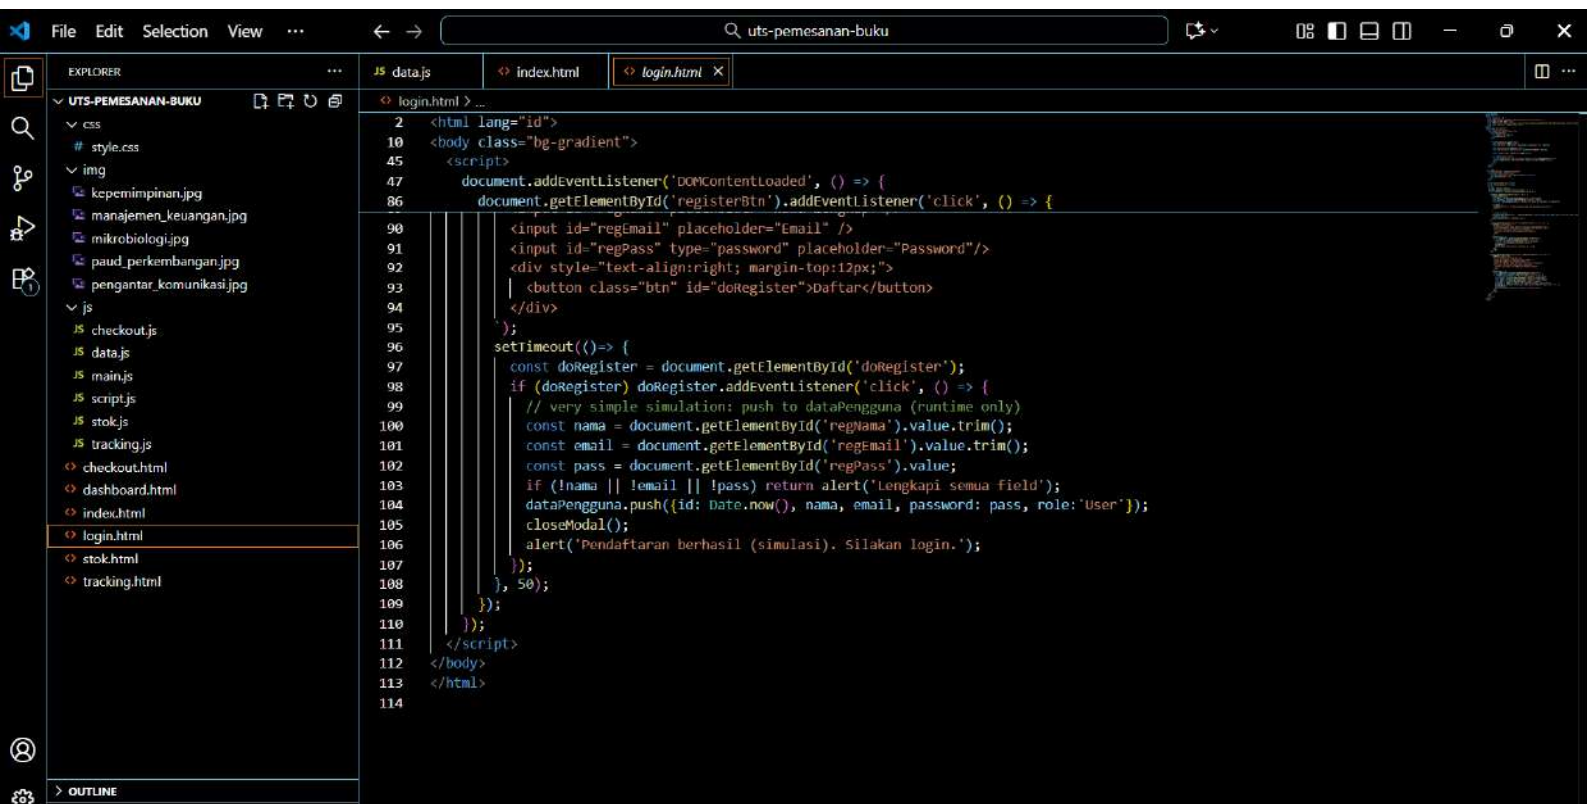 File Edit Selection View ...
uts-pemesanan-buku
EXPLORER
UTS-PEMESANAN-BUKU
css
# style.css
img
kepemimpinan.jpg
manajemen_keuangan.jpg
mikrobiologi.jpg
paud_perkembangan.jpg
pengantar_komunikasi.jpg
js
JS checkout.js
JS data.js
JS main.js
JS script.js
JS stok.js
JS tracking.js
<> checkout.html
<> dashboard.html
<> index.html
<> login.html
<> stok.html
<> tracking.html
> OUTLINE
JS data.js <> index.html <> login.html ×
<> login.html > ...
2 <html lang="id">
10 <body class="bg-gradient">
45 <script>
47 document.addEventListener('DOMContentLoaded', () => {
86 document.getElementById('registerBtn').addEventListener('click', () => {
90 <input id="regEmail" placeholder="Email" />
91 <input id="regPass" type="password" placeholder="Password"/>
92 <div style="text-align:right; margin-top:12px;">
93 <button class="btn" id="doRegister">Daftar</button>
94 </div>
95 `);
96 setTimeout(()=> {
97 const doRegister = document.getElementById('doRegister');
98 if (doRegister) doRegister.addEventListener('click', () => {
99 // very simple simulation: push to dataPengguna (runtime only)
100 const nama = document.getElementById('regNama').value.trim();
101 const email = document.getElementById('regEmail').value.trim();
102 const pass = document.getElementById('regPass').value;
103 if (!nama || !email || !pass) return alert('Lengkapi semua field');
104 dataPengguna.push({id: Date.now(), nama, email, password: pass, role:'User'});
105 closeModal();
106 alert('Pendaftaran berhasil (simulasi). Silakan login.');
107 });
108 }, 50);
109 });
110 });
111 </script>
112 </body>
113 </html>
114